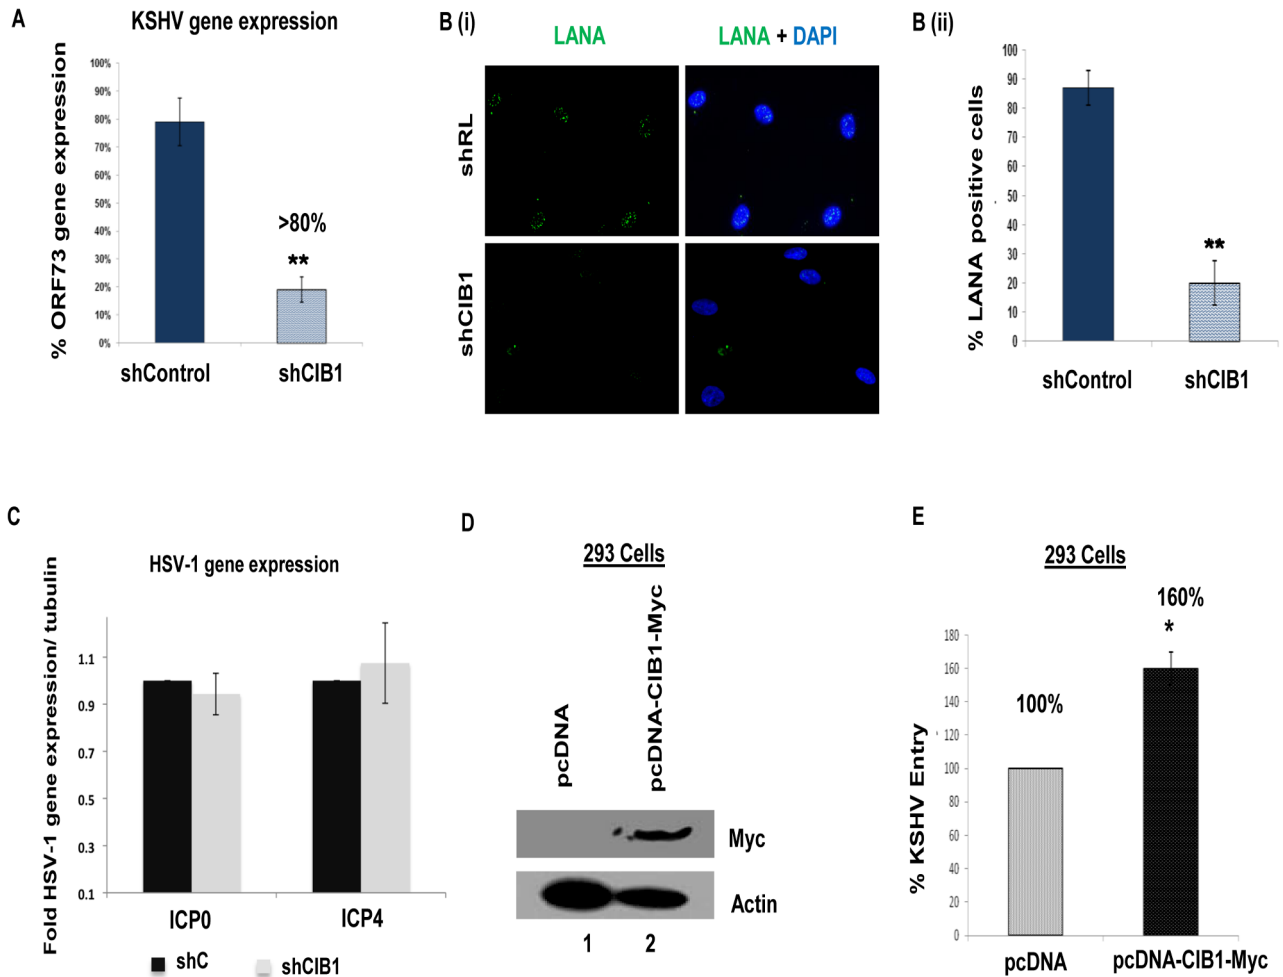 A
KSHV gene expression
% ORF73 gene expression
100%
90%
80%
70%
60%
50%
40%
30%
20%
10%
0%
>80%
**
shControl
shCIB1
B (i)
LANA
LANA + DAPI
shRL
shCIB1
B (ii)
% LANA positive cells
100
90
80
70
60
50
40
30
20
10
0
**
shControl
shCIB1
C
HSV-1 gene expression
Fold HSV-1 gene expression/ tubulin
1.1
0.9
0.7
0.5
0.3
0.1
ICP0
ICP4
shC
shCIB1
D
293 Cells
pcDNA
pcDNA-CIB1-Myc
Myc
Actin
1
2
E
293 Cells
% KSHV Entry
180
160
140
120
100
80
60
40
20
0
100%
160%
*
pcDNA
pcDNA-CIB1-Myc